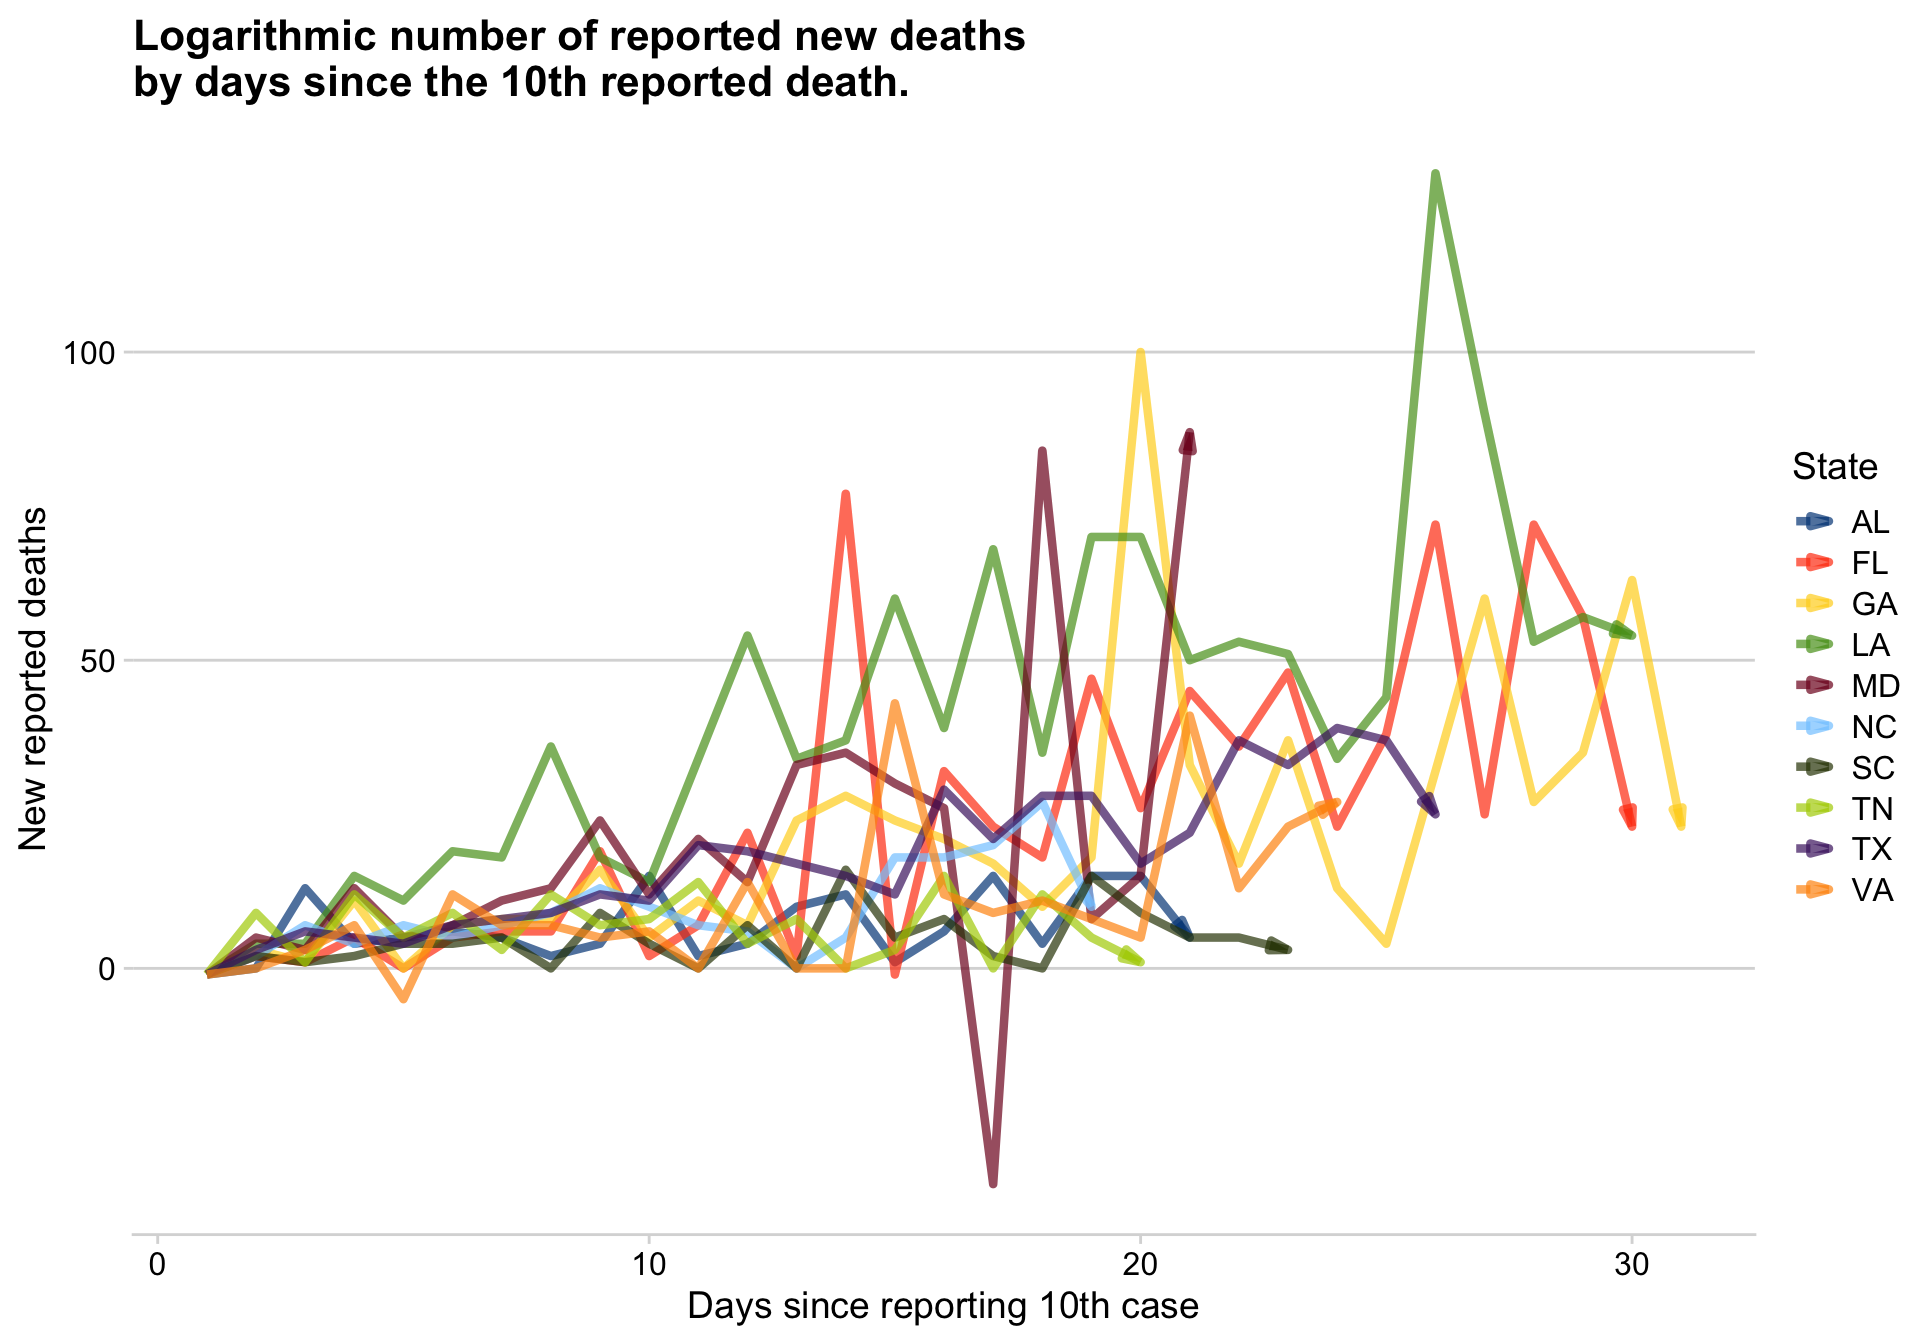 Logarithmic number of reported new deaths
by days since the 10th reported death.
100
50
0
New reported deaths
0 10 20 30
Days since reporting 10th case
State
AL
FL
GA
LA
MD
NC
SC
TN
TX
VA